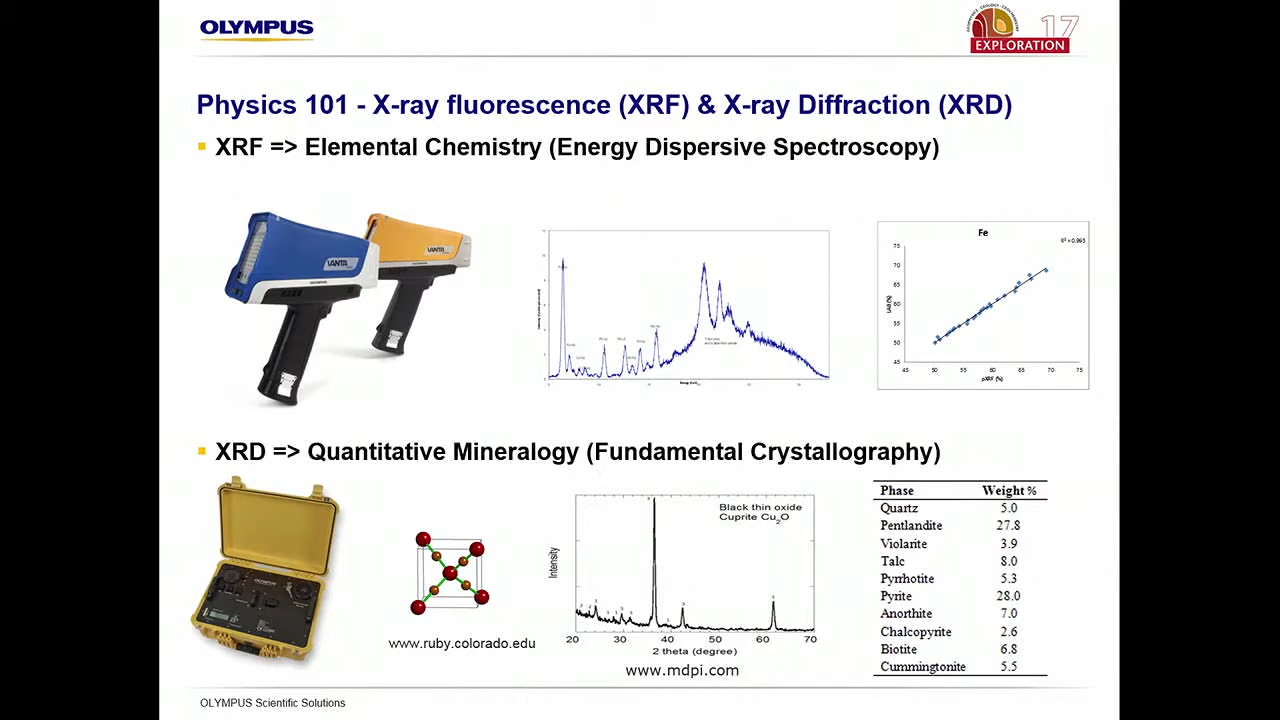 OLYMPUS
17
EXPLORATION
Physics 101 - X-ray fluorescence (XRF) & X-ray Diffraction (XRD)
XRF => Elemental Chemistry (Energy Dispersive Spectroscopy)
VANTA
VANTA
Fe
R² = 0.995
75
70
65
60
55
50
45
LAB (%)
45 50 55 60 65 70 75
pXRF (%)
XRD => Quantitative Mineralogy (Fundamental Crystallography)
OLYMPUS
www.ruby.colorado.edu
Black thin oxide
Cuprite Cu2O
Intensity
20 30 40 50 60 70
2 theta (degree)
www.mdpi.com
Phase Weight %
Quartz 5.0
Pentlandite 27.8
Violarite 3.9
Talc 8.0
Pyrrhotite 5.3
Pyrite 28.0
Anorthite 7.0
Chalcopyrite 2.6
Biotite 6.8
Cummingtonite 5.5
OLYMPUS Scientific Solutions